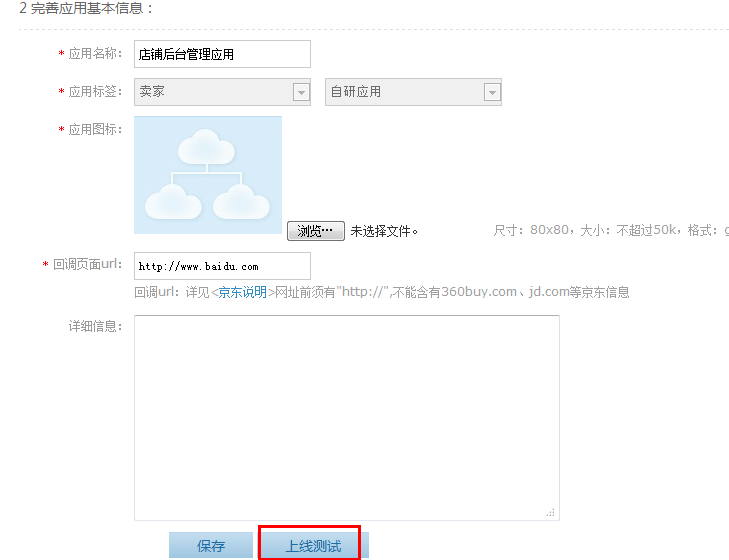 2 完善应用基本信息：
* 应用名称： 店铺后台管理应用
* 应用标签： 卖家 自研应用
* 应用图标：
浏览… 未选择文件。 尺寸：80x80，大小：不超过50k，格式：g
* 回调页面url： http://www.baidu.com
回调url：详见<京东说明>网址前须有"http://",不能含有360buy.com、jd.com等京东信息
详细信息：
保存 上线测试